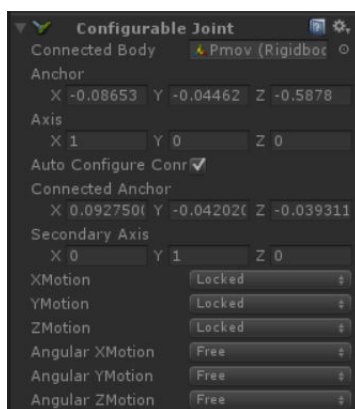 Configurable Joint
Connected Body Pmov (Rigidboc
Anchor
X -0.08653 Y -0.04462 Z -0.5878
Axis
X 1 Y 0 Z 0
Auto Configure Conr
Connected Anchor
X 0.092750( Y -0.042020 Z -0.039311
Secondary Axis
X 0 Y 1 Z 0
XMotion Locked
YMotion Locked
ZMotion Locked
Angular XMotion Free
Angular YMotion Free
Angular ZMotion Free